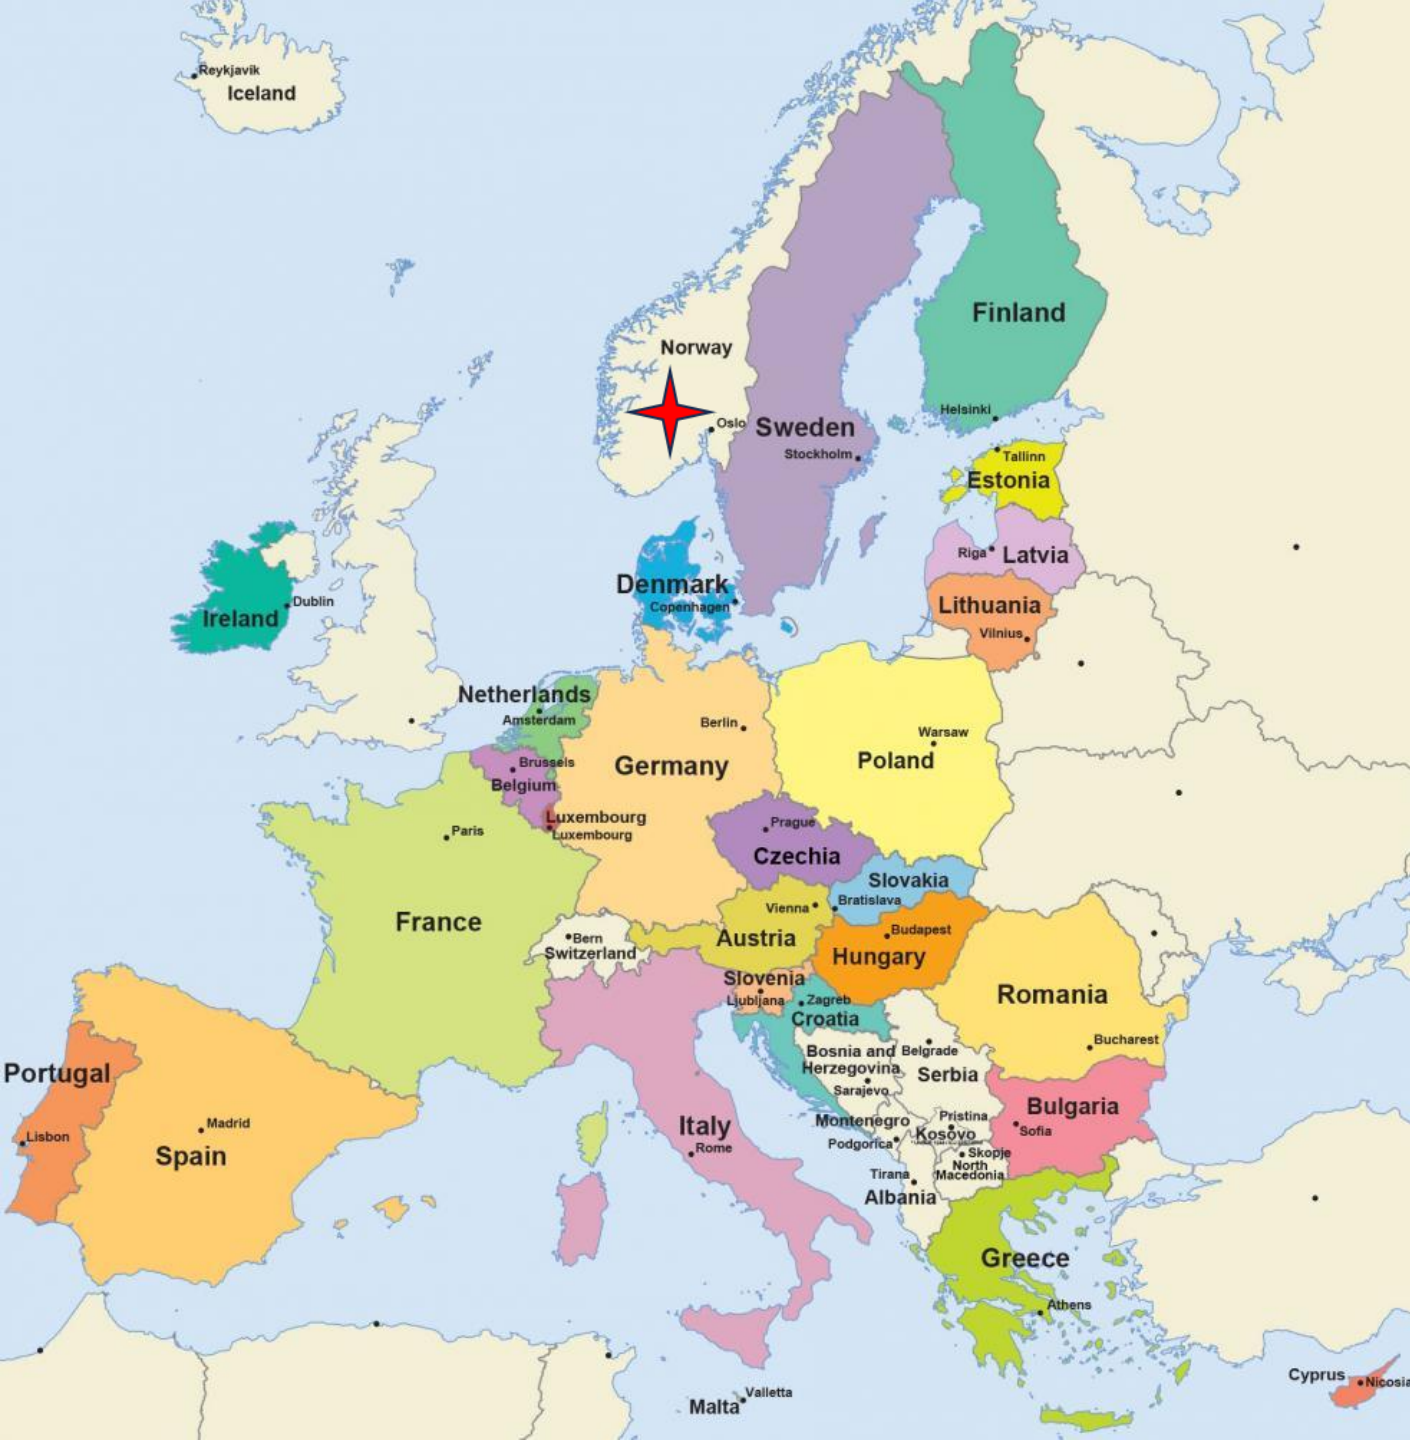 Reykjavík
Iceland
Norway
Oslo
Finland
Helsinki
Sweden
Stockholm
Tallinn
Estonia
Riga
Latvia
Lithuania
Vilnius
Denmark
Copenhagen
Dublin
Ireland
Netherlands
Amsterdam
Berlin
Germany
Warsaw
Poland
Brussels
Belgium
Luxembourg
Luxembourg
Paris
France
Prague
Czechia
Slovakia
Bratislava
Vienna
Austria
Budapest
Hungary
Bern
Switzerland
Slovenia
Ljubljana
Zagreb
Croatia
Romania
Bucharest
Bosnia and
Herzegovina
Sarajevo
Belgrade
Serbia
Bulgaria
Sofia
Montenegro
Podgorica
Pristina
Kosovo
Skopje
North
Macedonia
Tirana
Albania
Portugal
Lisbon
Madrid
Spain
Italy
Rome
Greece
Athens
Valletta
Malta
Cyprus
Nicosia